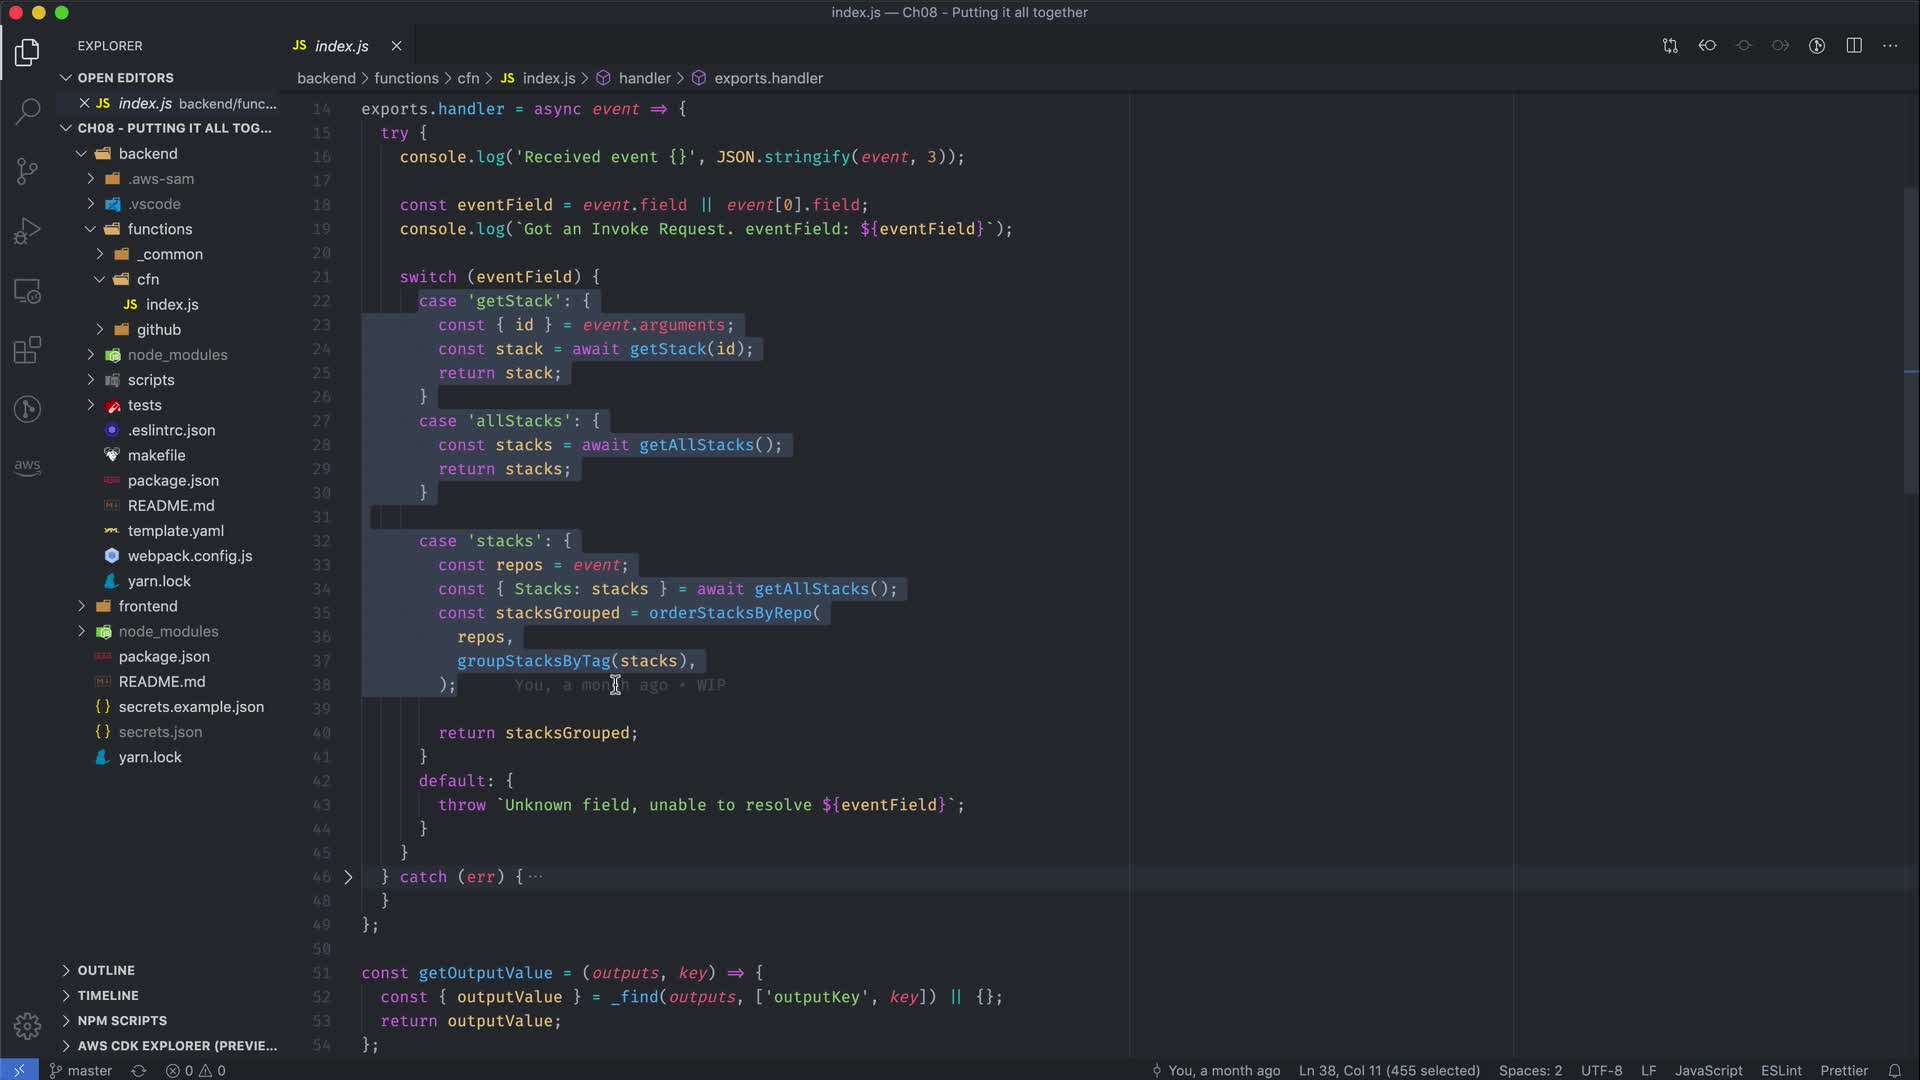 index.js — Ch08 - Putting it all together
EXPLORER
JS index.js
OPEN EDITORS
JS index.js backend/func...
CH08 - PUTTING IT ALL TOG...
backend
.aws-sam
.vscode
functions
_common
cfn
JS index.js
github
node_modules
scripts
tests
.eslintrc.json
makefile
package.json
README.md
template.yaml
webpack.config.js
yarn.lock
frontend
node_modules
package.json
README.md
{} secrets.example.json
{} secrets.json
yarn.lock
OUTLINE
TIMELINE
NPM SCRIPTS
AWS CDK EXPLORER (PREVIE...
aws
backend > functions > cfn > JS index.js > handler > exports.handler
14 exports.handler = async event => {
15 try {
16 console.log('Received event {}', JSON.stringify(event, 3));
17
18 const eventField = event.field || event[0].field;
19 console.log(`Got an Invoke Request. eventField: ${eventField}`);
20
21 switch (eventField) {
22 case 'getStack': {
23 const { id } = event.arguments;
24 const stack = await getStack(id);
25 return stack;
26 }
27 case 'allStacks': {
28 const stacks = await getAllStacks();
29 return stacks;
30 }
31
32 case 'stacks': {
33 const repos = event;
34 const { Stacks: stacks } = await getAllStacks();
35 const stacksGrouped = orderStacksByRepo(
36 repos,
37 groupStacksByTag(stacks),
38 ); You, a month ago • WIP
39
40 return stacksGrouped;
41 }
42 default: {
43 throw `Unknown field, unable to resolve ${eventField}`;
44 }
45 }
46 } catch (err) { ···
48 }
49 };
50
51 const getOutputValue = (outputs, key) => {
52 const { outputValue } = _find(outputs, ['outputKey', key]) || {};
53 return outputValue;
54 };
master 0 0 You, a month ago Ln 38, Col 11 (455 selected) Spaces: 2 UTF-8 LF JavaScript ESLint Prettier